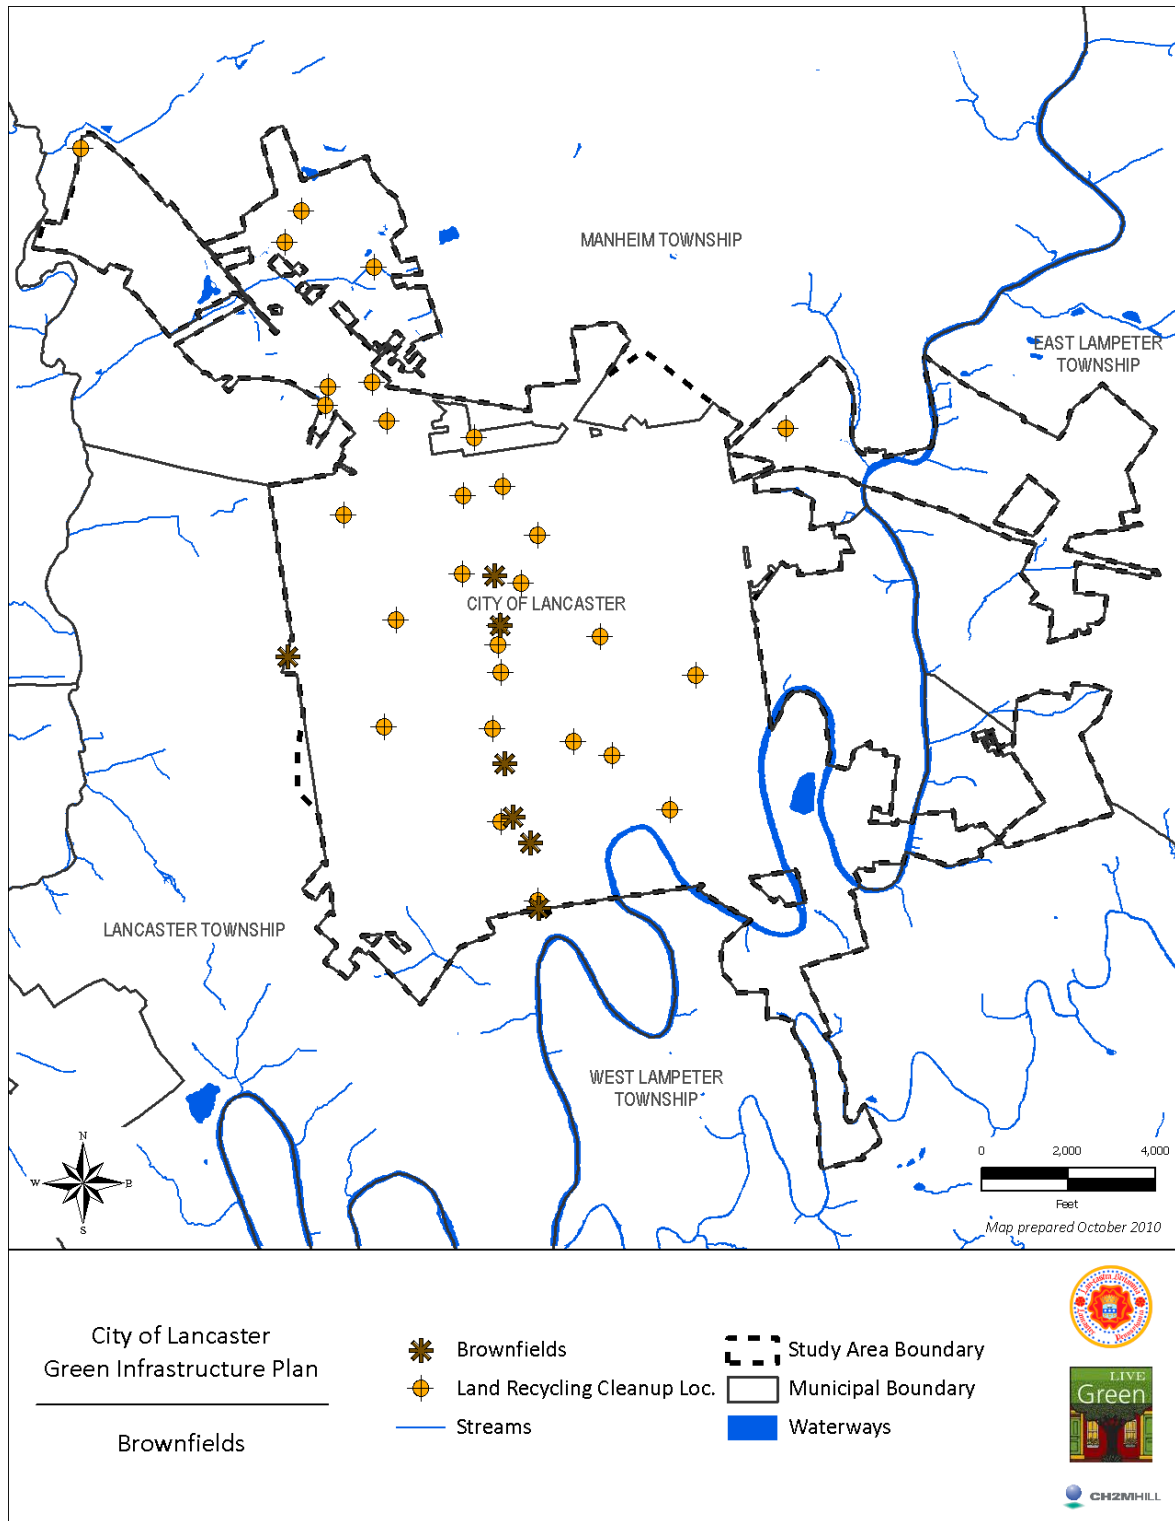 MANHEIM TOWNSHIP
EAST LAMPETER
TOWNSHIP
CITY OF LANCASTER
LANCASTER TOWNSHIP
WEST LAMPETER
TOWNSHIP
N
W
E
S
0 2,000 4,000
Feet
Map prepared October 2010
City of Lancaster
Green Infrastructure Plan
Brownfields
Brownfields
Land Recycling Cleanup Loc.
Streams
Study Area Boundary
Municipal Boundary
Waterways
LIVE
Green
CH2MHILL